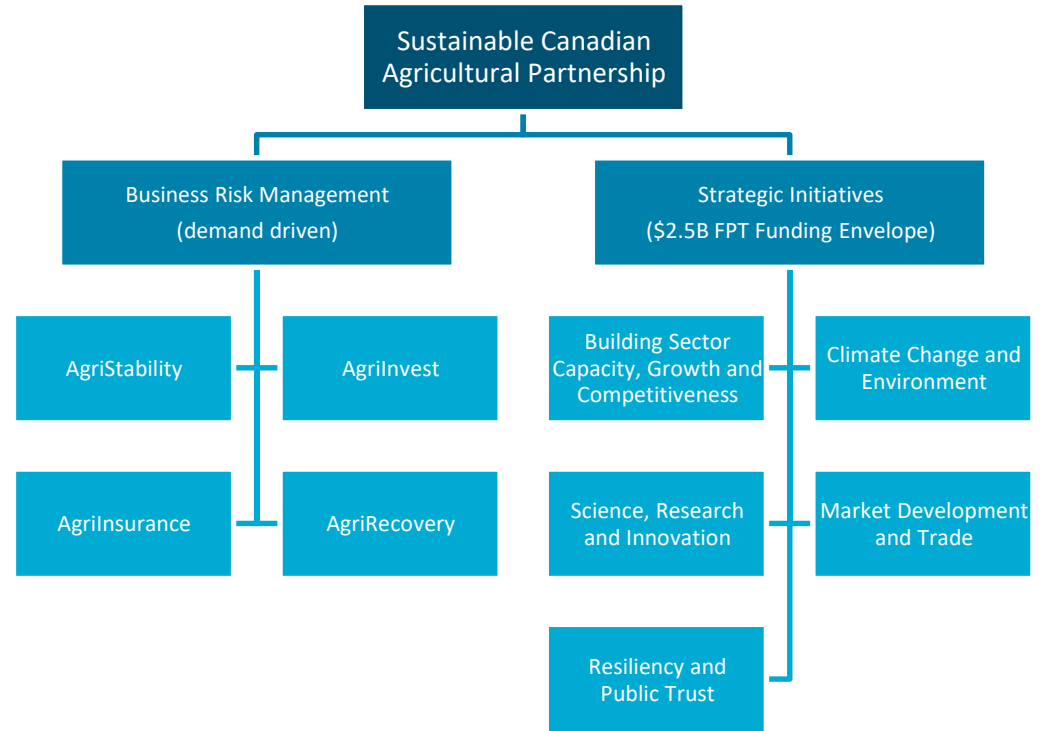 Sustainable Canadian
Agricultural Partnership
Business Risk Management
(demand driven)
Strategic Initiatives
($2.5B FPT Funding Envelope)
AgriStability
AgriInvest
Building Sector
Capacity, Growth and
Competitiveness
Climate Change and
Environment
AgriInsurance
AgriRecovery
Science, Research
and Innovation
Market Development
and Trade
Resiliency and
Public Trust